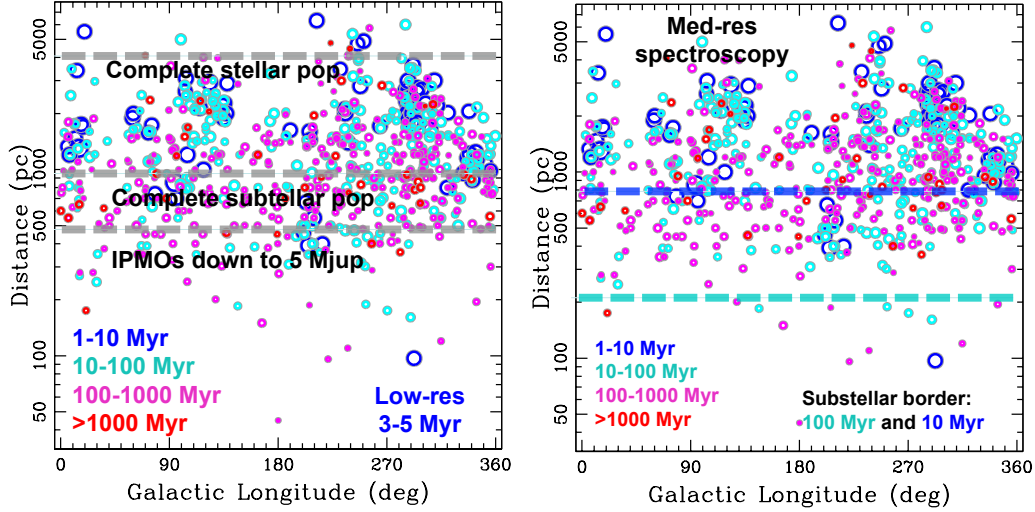 5000
1000
500
100
50
Distance (pc)
Complete stellar pop
Complete substellar pop
IPMOs down to 5 Mjup
1-10 Myr
10-100 Myr
100-1000 Myr
>1000 Myr
Low-res
3-5 Myr
0 90 180 270 360
Galactic Longitude (deg)
5000
1000
500
100
50
Distance (pc)
Med-res
spectroscopy
1-10 Myr
10-100 Myr
100-1000 Myr
>1000 Myr
Substellar border:
100 Myr and 10 Myr
0 90 180 270 360
Galactic Longitude (deg)